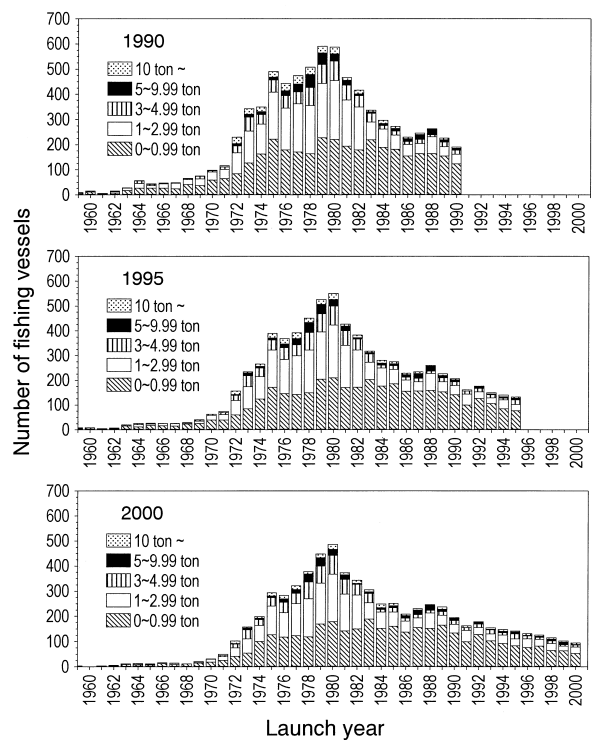 Number of fishing vessels
1990
10 ton ~
5~9.99 ton
3~4.99 ton
1~2.99 ton
0~0.99 ton
700
600
500
400
300
200
100
0
1960 1962 1964 1966 1968 1970 1972 1974 1976 1978 1980 1982 1984 1986 1988 1990 1992 1994 1996 1998 2000
1995
10 ton ~
5~9.99 ton
3~4.99 ton
1~2.99 ton
0~0.99 ton
700
600
500
400
300
200
100
0
1960 1962 1964 1966 1968 1970 1972 1974 1976 1978 1980 1982 1984 1986 1988 1990 1992 1994 1996 1998 2000
2000
10 ton ~
5~9.99 ton
3~4.99 ton
1~2.99 ton
0~0.99 ton
700
600
500
400
300
200
100
0
1960 1962 1964 1966 1968 1970 1972 1974 1976 1978 1980 1982 1984 1986 1988 1990 1992 1994 1996 1998 2000
Launch year